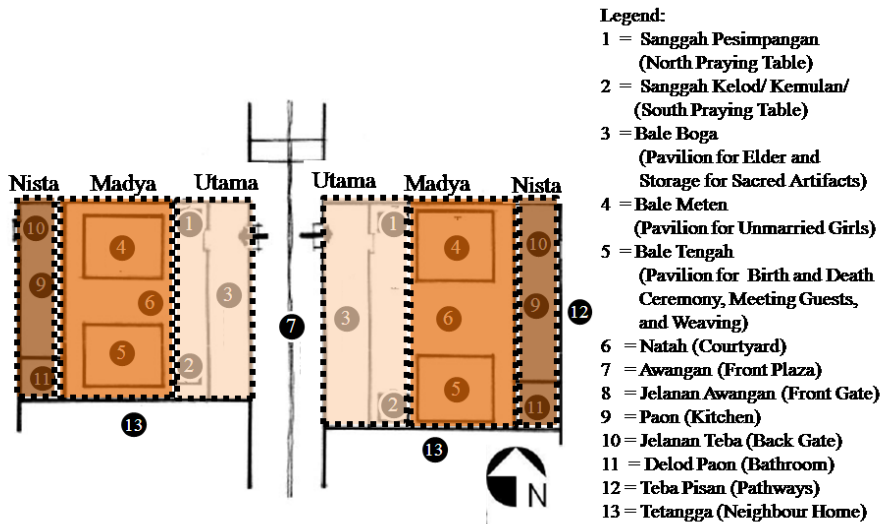 Legend:
1 = Sanggah Pesimpangan
(North Praying Table)
2 = Sanggah Kelod/ Kemulan/
(South Praying Table)
3 = Bale Boga
(Pavilion for Elder and
Storage for Sacred Artifacts)
4 = Bale Meten
(Pavilion for Unmarried Girls)
5 = Bale Tengah
(Pavilion for Birth and Death
Ceremony, Meeting Guests,
and Weaving)
6 = Natah (Courtyard)
7 = Awangan (Front Plaza)
8 = Jelanan Awangan (Front Gate)
9 = Paon (Kitchen)
10 = Jelanan Teba (Back Gate)
11 = Delod Paon (Bathroom)
12 = Teba Pisan (Pathways)
13 = Tetangga (Neighbour Home)
Nista Madya Utama
Utama Madya Nista
10 4 1
9 6 3
5
11 2
13
7
1 4 10
3 6 9 12
5
2 11
13
N